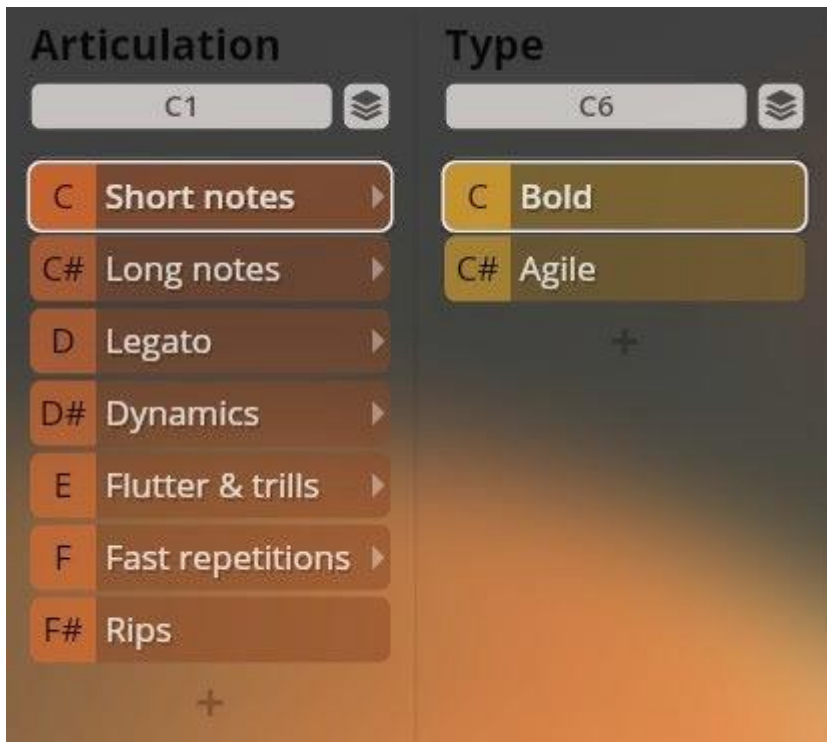 Articulation
C1
C Short notes
C# Long notes
D Legato
D# Dynamics
E Flutter & trills
F Fast repetitions
F# Rips
+
Type
C6
C Bold
C# Agile
+